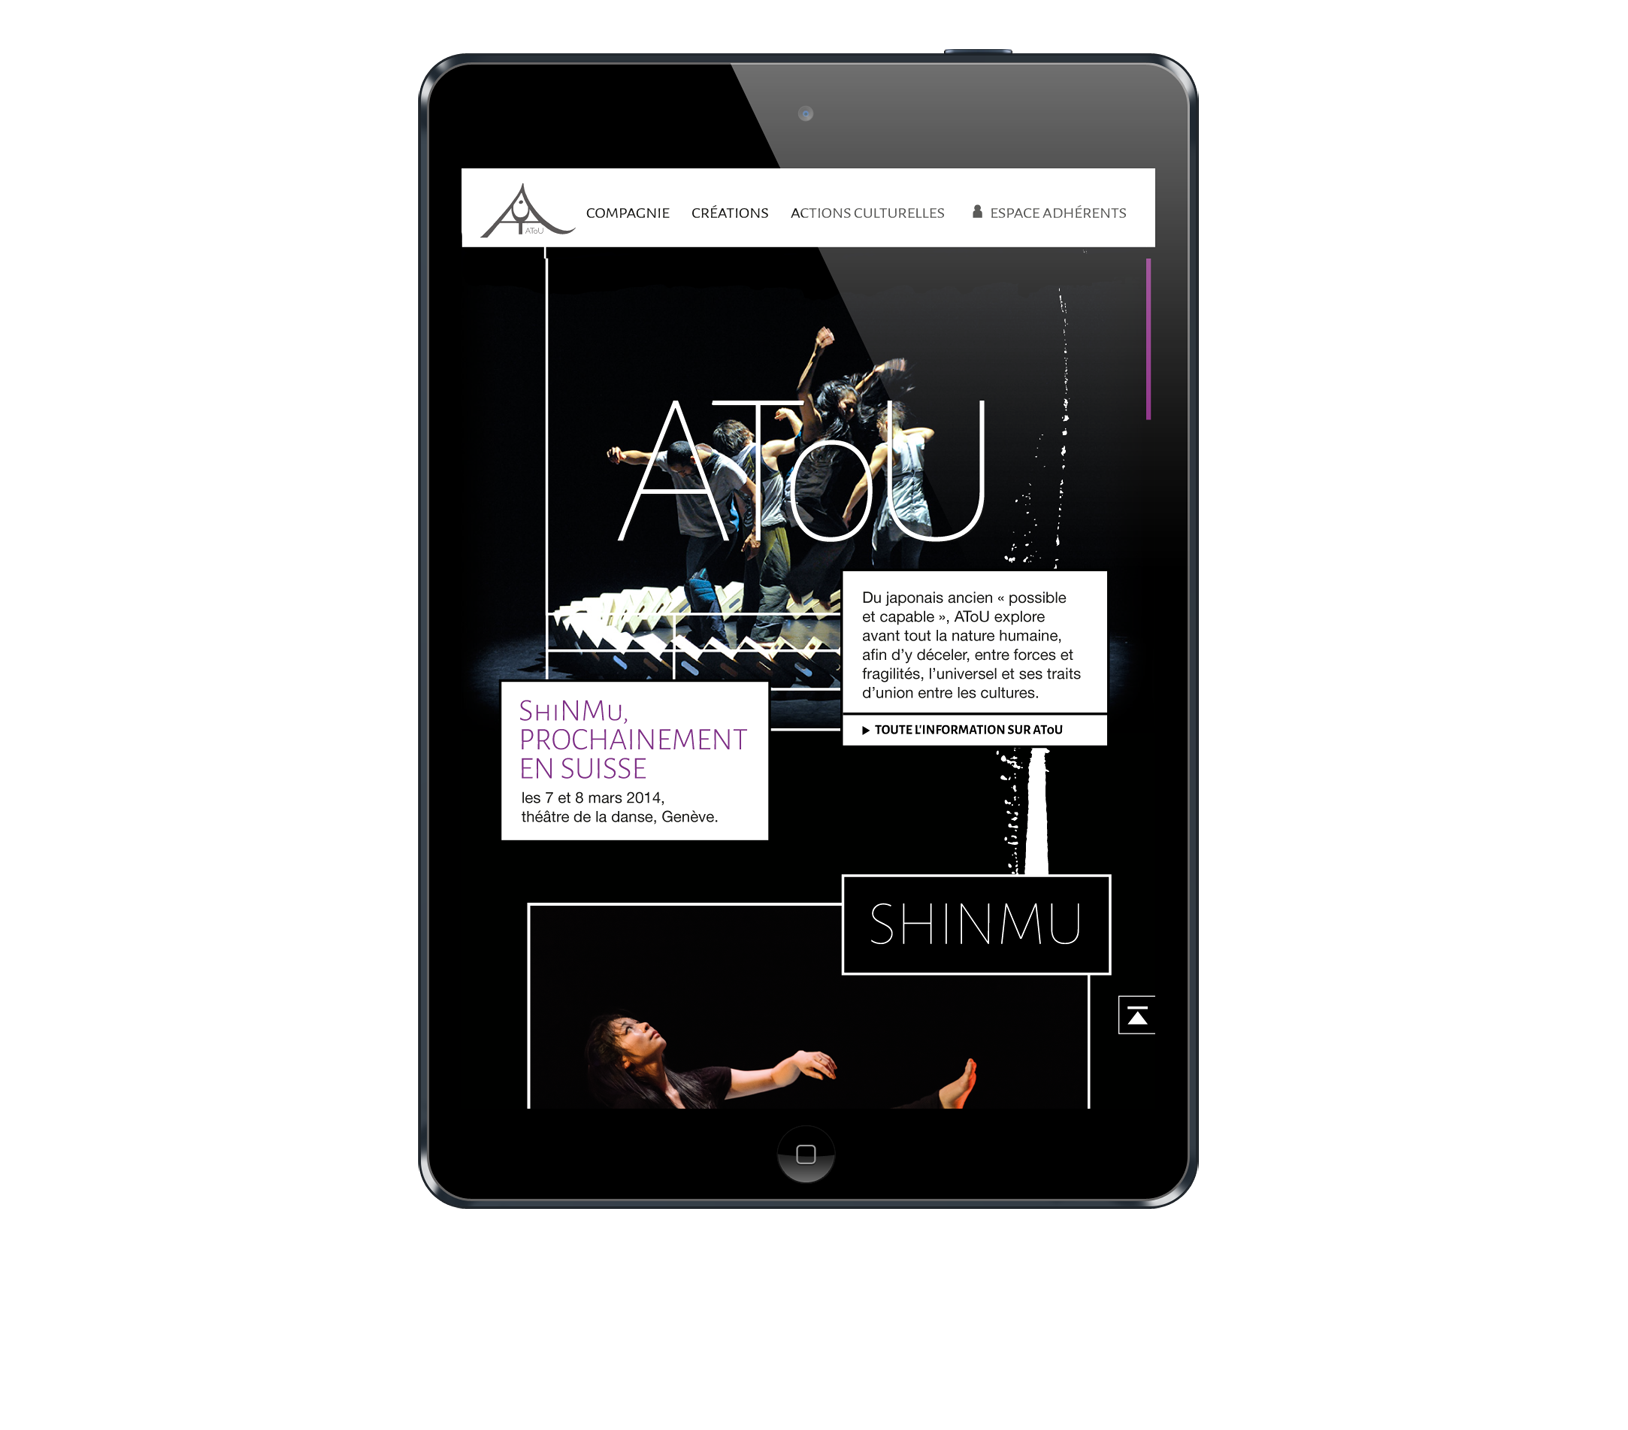 AToU
COMPAGNIE
CRÉATIONS
ACTIONS CULTURELLES
ESPACE ADHÉRENTS
AToU
Du japonais ancien « possible
et capable », AToU explore
avant tout la nature humaine,
afin d’y déceler, entre forces et
fragilités, l’universel et ses traits
d’union entre les cultures.
TOUTE L'INFORMATION SUR AToU
ShiNMu,
PROCHAINEMENT
EN SUISSE
les 7 et 8 mars 2014,
théâtre de la danse, Genève.
SHINMU